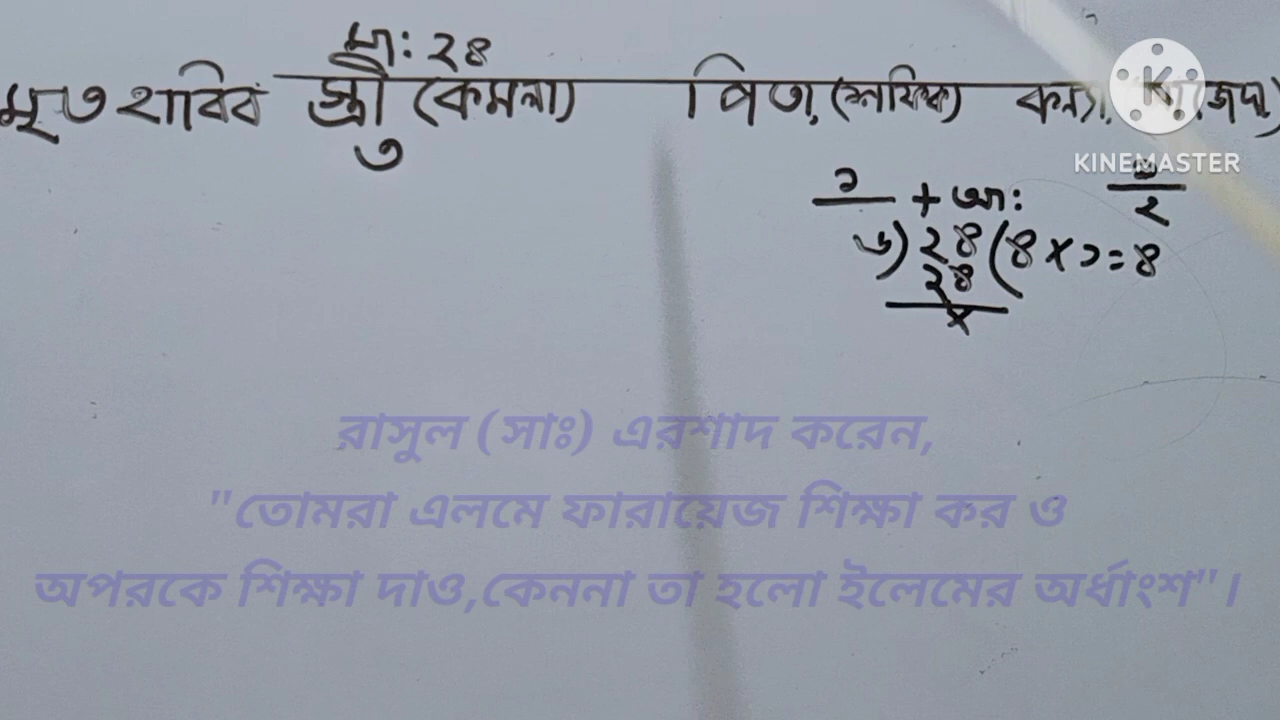 মা: ২৪
মৃত হাবিব স্ত্রী (কমলা) পিতা, (শফিক) কন্যা,
৩
১ + আ: ১
৬) ২৪ (৪ x ১ = ৪ ২
২৪
x
KINEMASTER
রাসুল (সাঃ) এরশাদ করেন,
"তোমরা এলমে ফারায়েজ শিক্ষা কর ও
অপরকে শিক্ষা দাও,কেননা তা হলো ইলেমের অর্ধাংশ"।